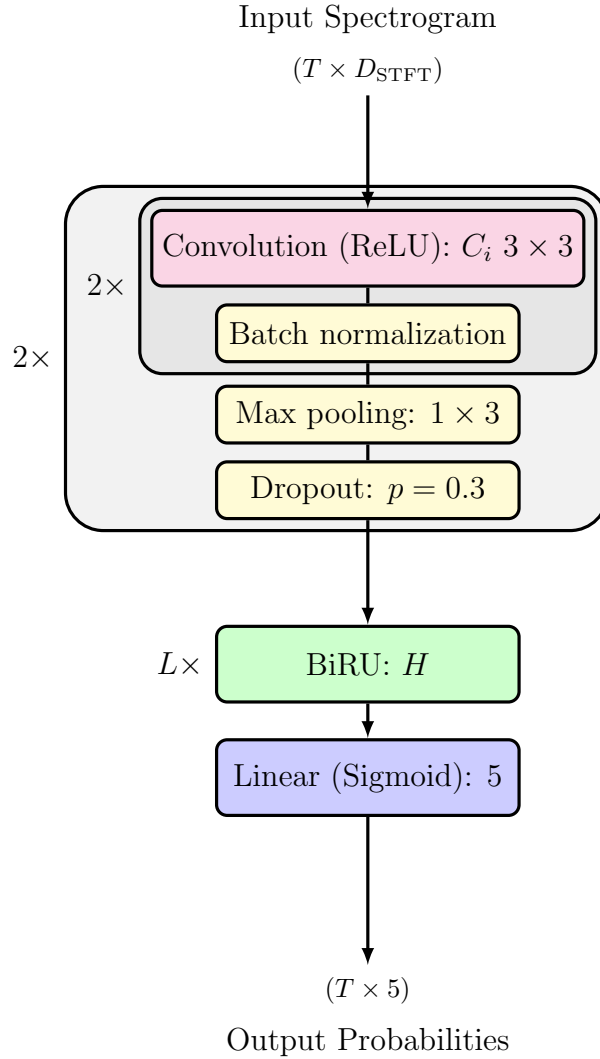 Input Spectrogram
(T × D_STFT)
Convolution (ReLU): C_i 3 × 3
2×
Batch normalization
2×
Max pooling: 1 × 3
Dropout: p = 0.3
L×
BiRU: H
Linear (Sigmoid): 5
(T × 5)
Output Probabilities